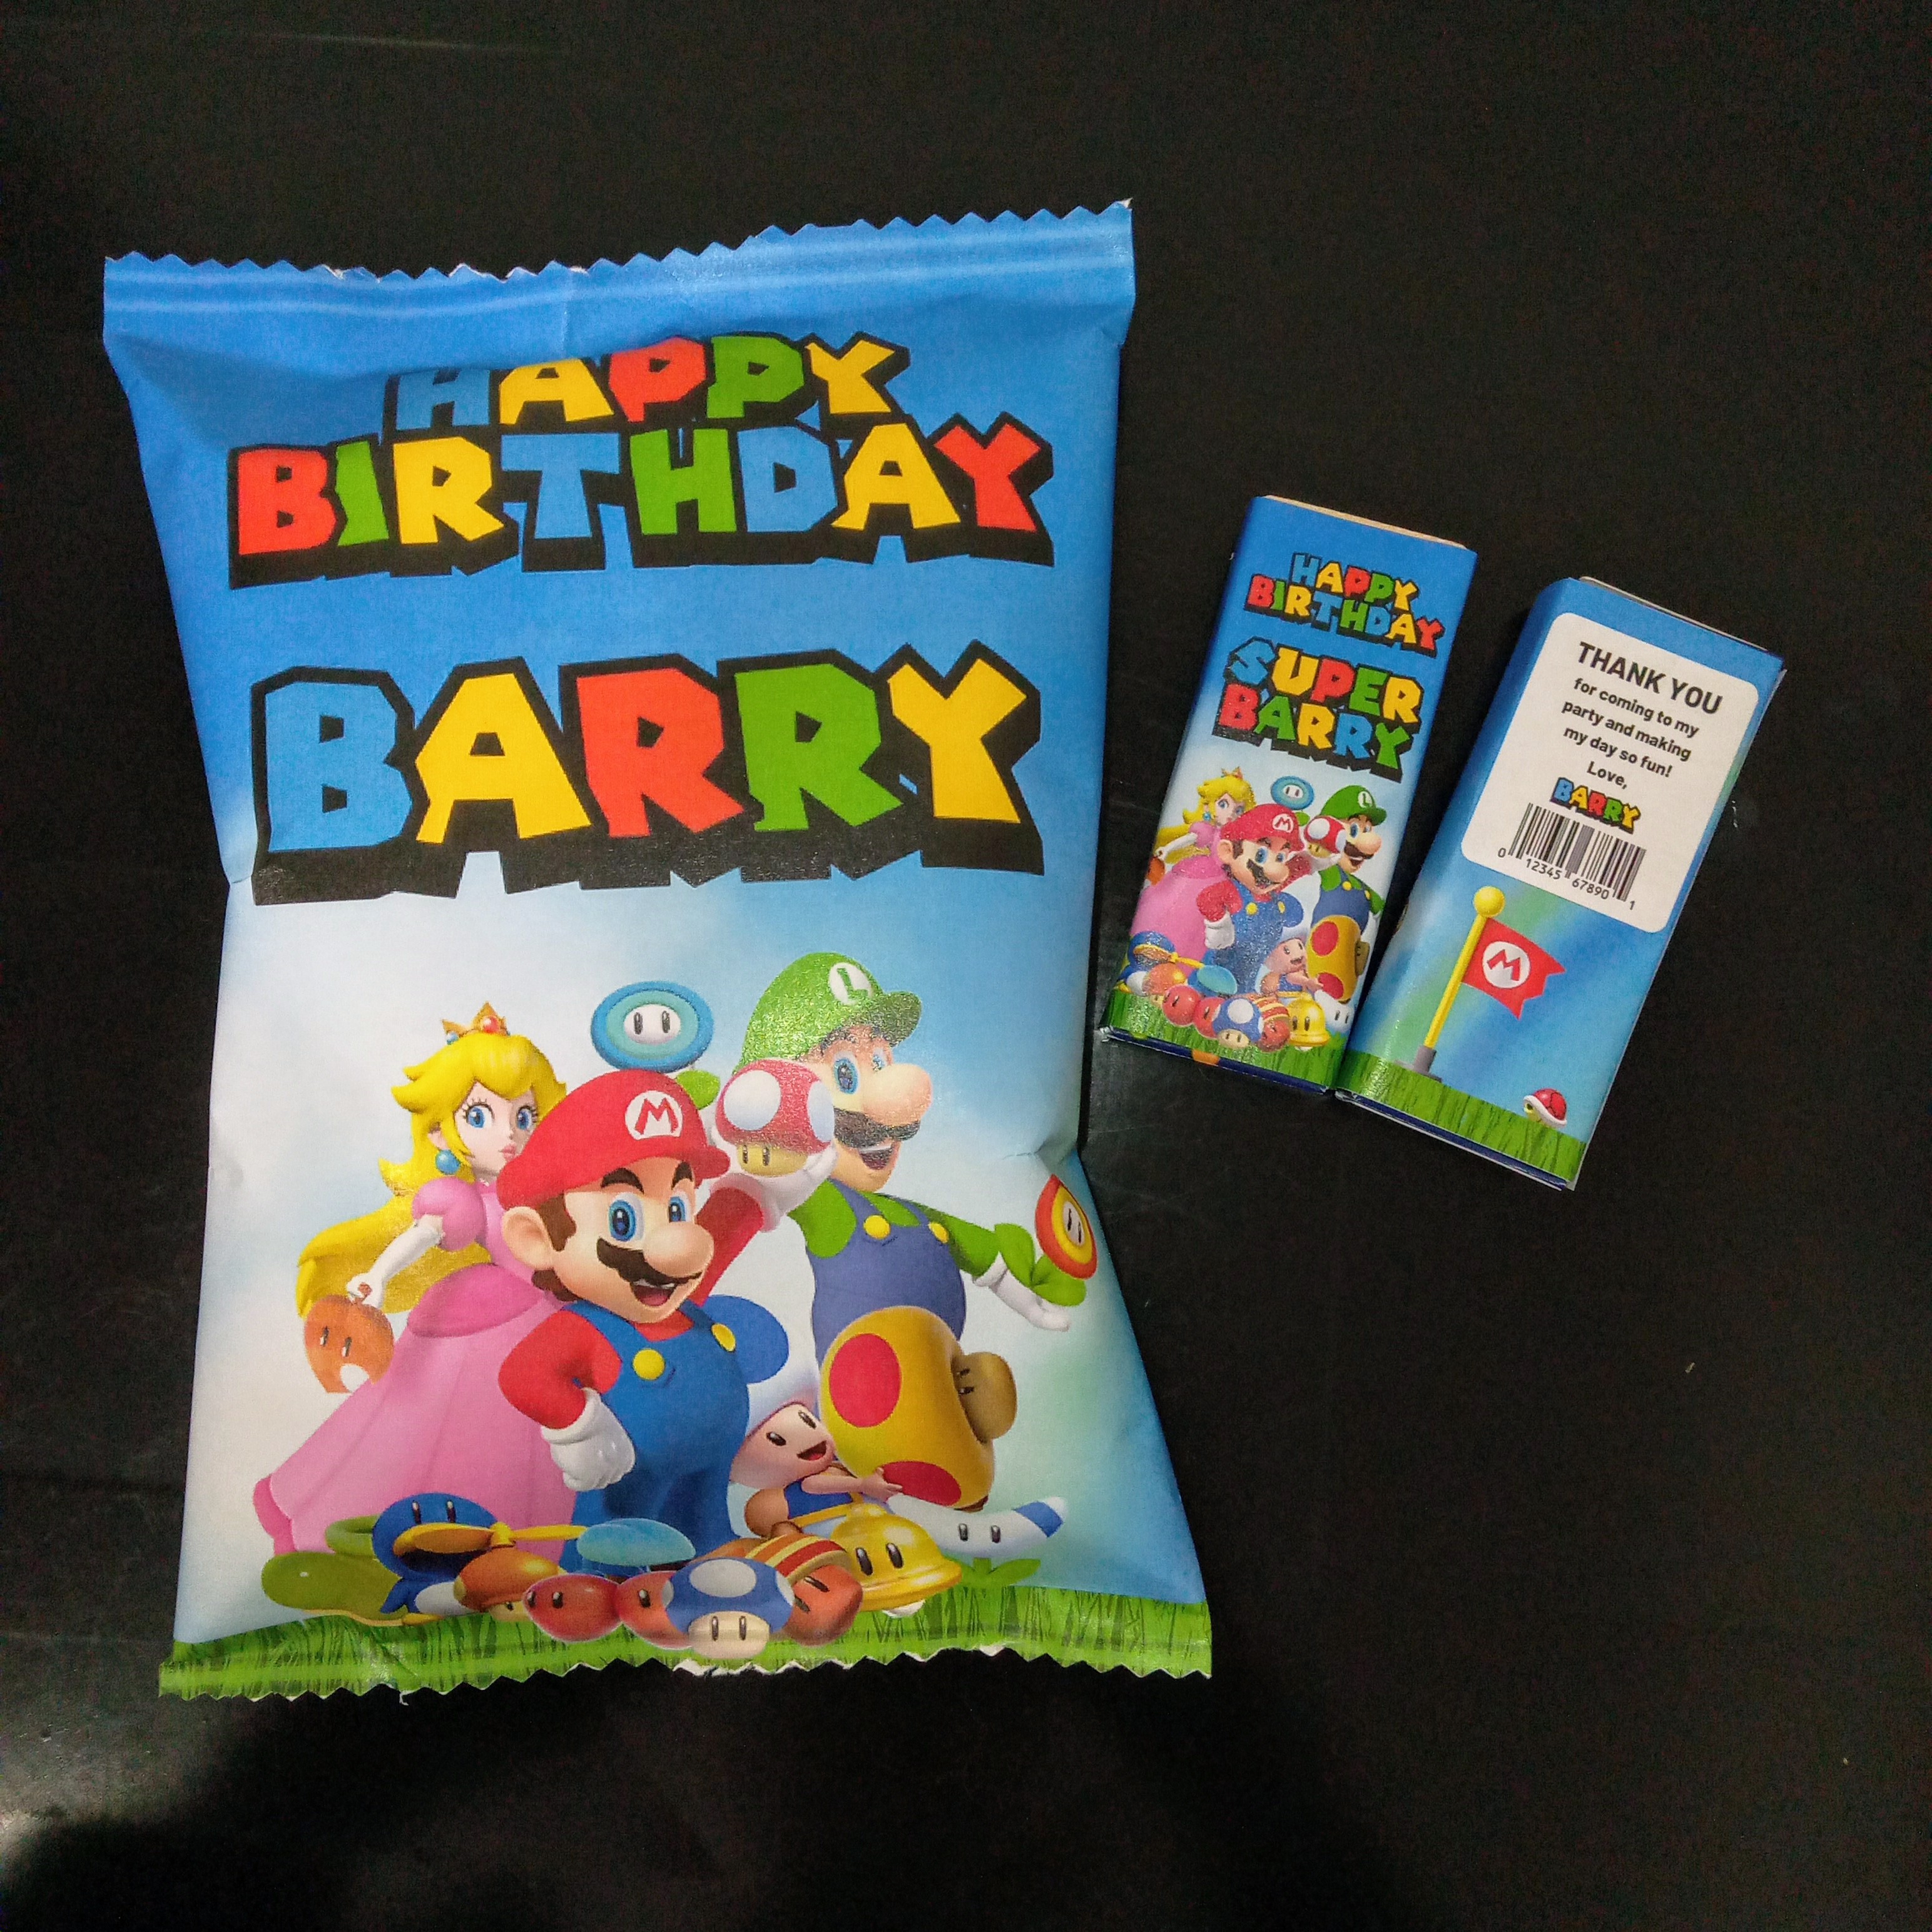 HAPPY
BIRTHDAY
BARRY
L
M
HAPPY
BIRTHDAY
SUPER
BARRY
L
M
THANK YOU
for coming to my
party and making
my day so fun!
Love,
BARRY
0 12345 67890 1
M